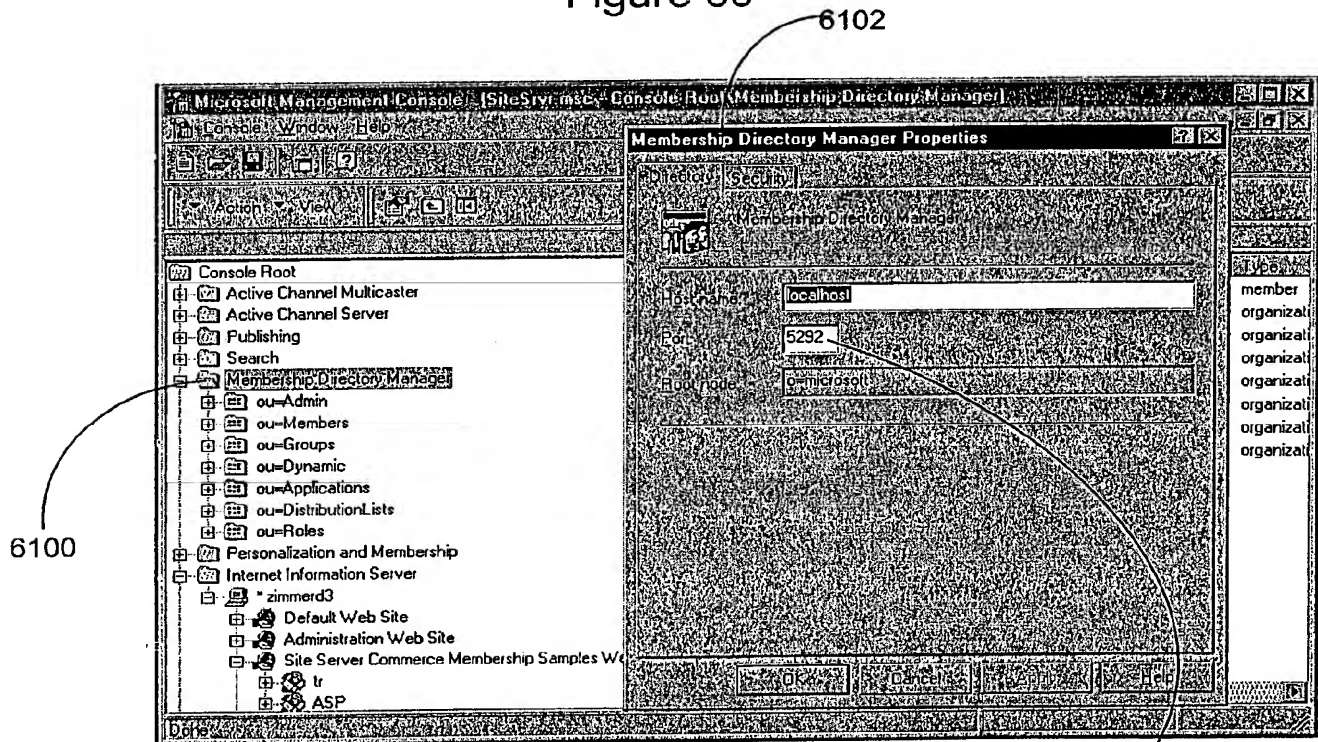 6102
Microsoft Management Console - [SiteSrvr.msc - Console Root\Membership Directory Manager]
Console Window Help
Membership Directory Manager Properties
Directory Security
Action View
Membership Directory Manager
Console Root
Type
Active Channel Multicaster
Host name
localhost
member
Active Channel Server
organizati
Publishing
Port
5292
organizati
Search
organizati
Membership Directory Manager
Root node
o=microsoft
organizati
ou=Admin
organizati
ou=Members
organizati
ou=Groups
organizati
ou=Dynamic
ou=Applications
ou=DistributionLists
ou=Roles
6100
Personalization and Membership
Internet Information Server
* zimmerd3
Default Web Site
Administration Web Site
Site Server Commerce Membership Samples We
tr
OK Cancel Apply Help
ASP
Done